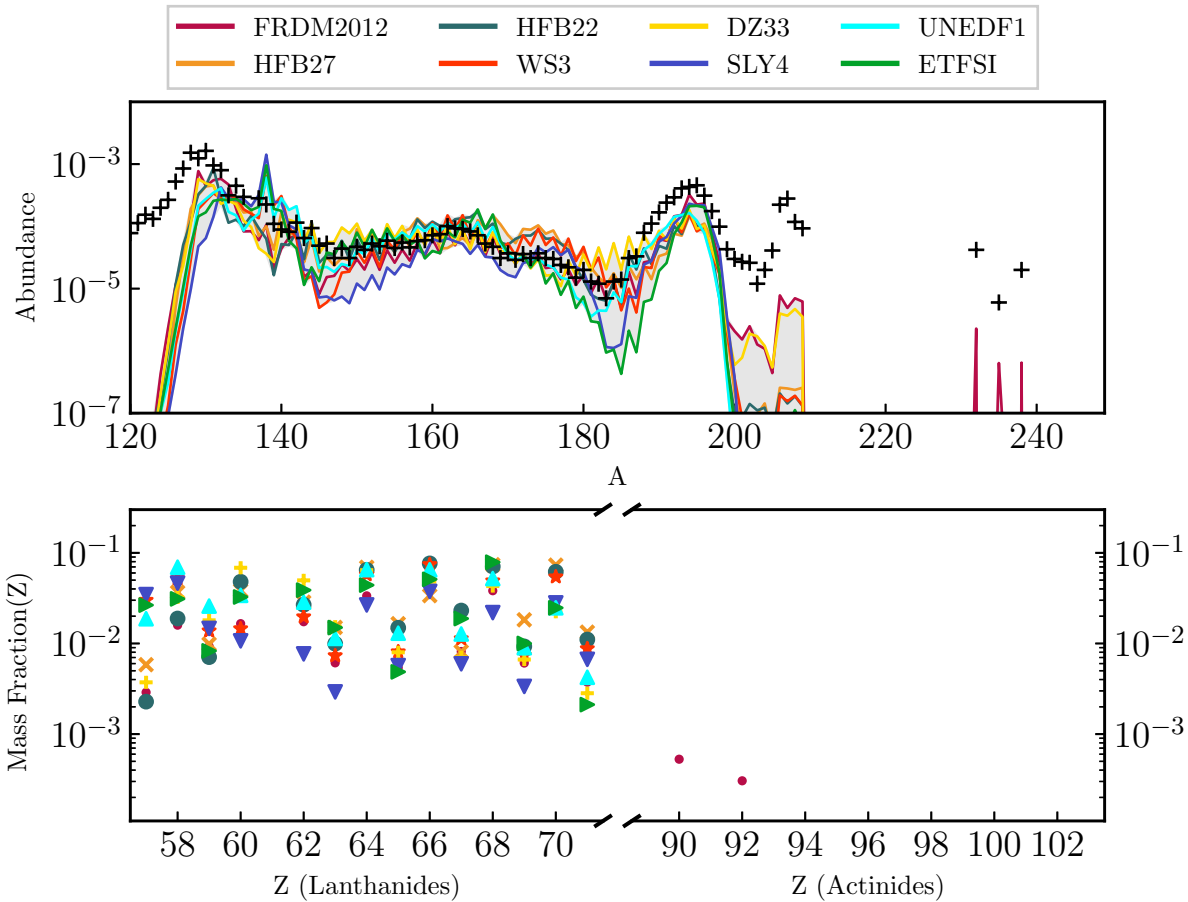 FRDM2012 HFB22 DZ33 UNEDF1
HFB27 WS3 SLY4 ETFSI
Abundance
10⁻³
10⁻⁵
10⁻⁷
120 140 160 180 200 220 240
A
Mass Fraction(Z)
10⁻¹ 10⁻¹
10⁻² 10⁻²
10⁻³ 10⁻³
58 60 62 64 66 68 70 90 92 94 96 98 100 102
Z (Lanthanides) Z (Actinides)